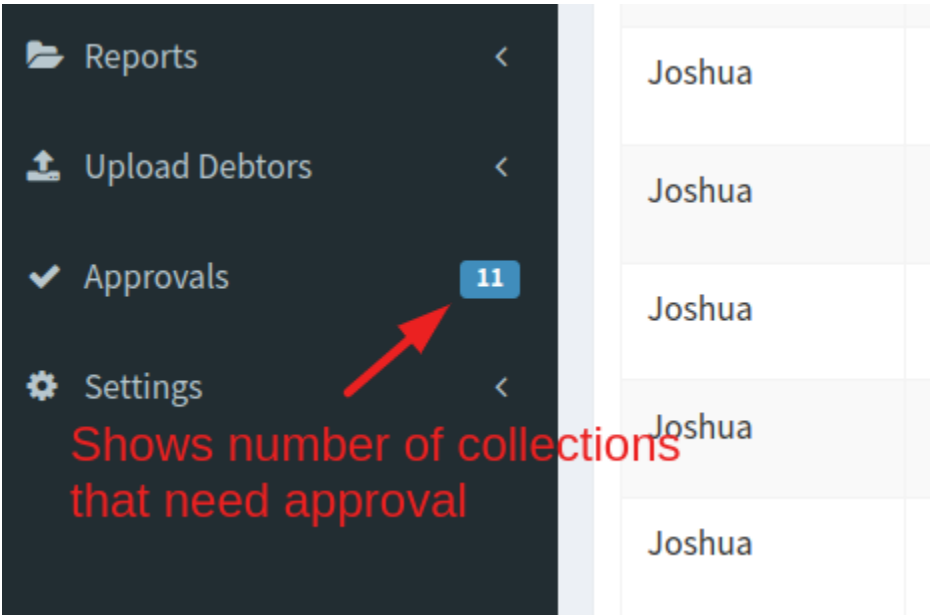 Reports
Upload Debtors
Approvals 11
Settings
Shows number of collections
that need approval
Joshua
Joshua
Joshua
Joshua
Joshua